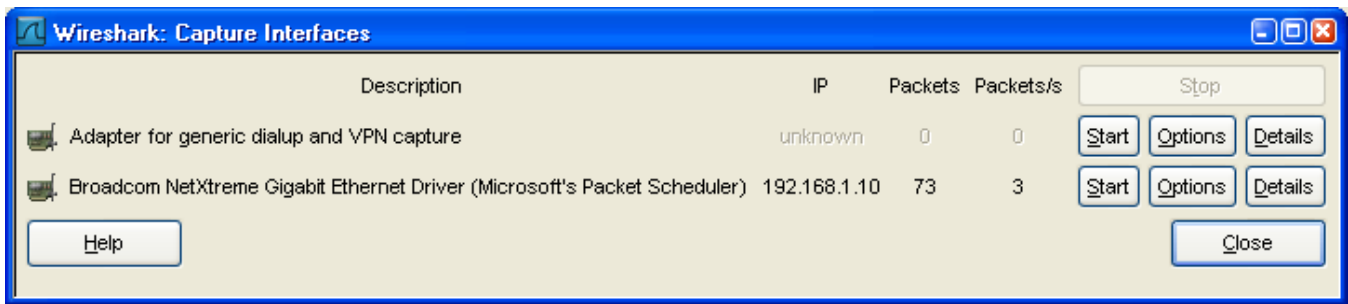 Wireshark: Capture Interfaces
Description IP Packets Packets/s Stop
Adapter for generic dialup and VPN capture unknown 0 0 Start Options Details
Broadcom NetXtreme Gigabit Ethernet Driver (Microsoft's Packet Scheduler) 192.168.1.10 73 3 Start Options Details
Help Close